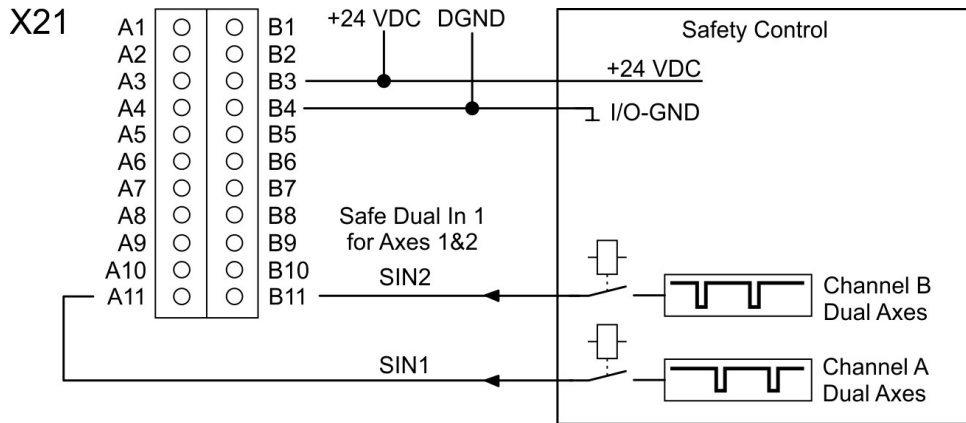 X21
+24 VDC DGND
Safety Control
A1 B1
A2 B2
A3 B3
+24 VDC
A4 B4
I/O-GND
A5 B5
A6 B6
A7 B7
A8 B8
A9 B9
A10 B10
A11 B11
Safe Dual In 1
for Axes 1&2
SIN2
Channel B
Dual Axes
SIN1
Channel A
Dual Axes